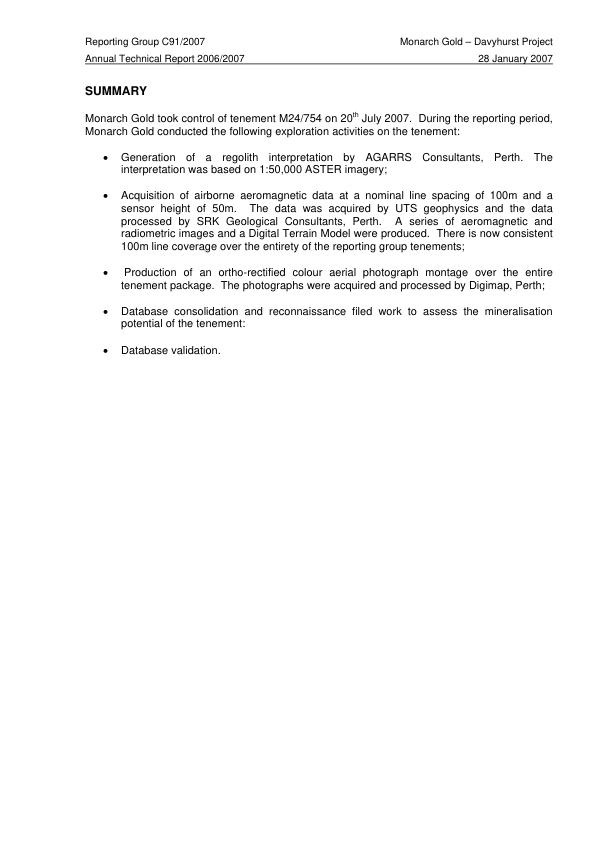 Reporting Group C91/2007 Monarch Gold – Davyhurst Project
Annual Technical Report 2006/2007 28 January 2007
SUMMARY
Monarch Gold took control of tenement M24/754 on 20th July 2007. During the reporting period,
Monarch Gold conducted the following exploration activities on the tenement:
• Generation of a regolith interpretation by AGARRS Consultants, Perth. The
interpretation was based on 1:50,000 ASTER imagery;
• Acquisition of airborne aeromagnetic data at a nominal line spacing of 100m and a
sensor height of 50m. The data was acquired by UTS geophysics and the data
processed by SRK Geological Consultants, Perth. A series of aeromagnetic and
radiometric images and a Digital Terrain Model were produced. There is now consistent
100m line coverage over the entirety of the reporting group tenements;
• Production of an ortho-rectified colour aerial photograph montage over the entire
tenement package. The photographs were acquired and processed by Digimap, Perth;
• Database consolidation and reconnaissance filed work to assess the mineralisation
potential of the tenement:
• Database validation.